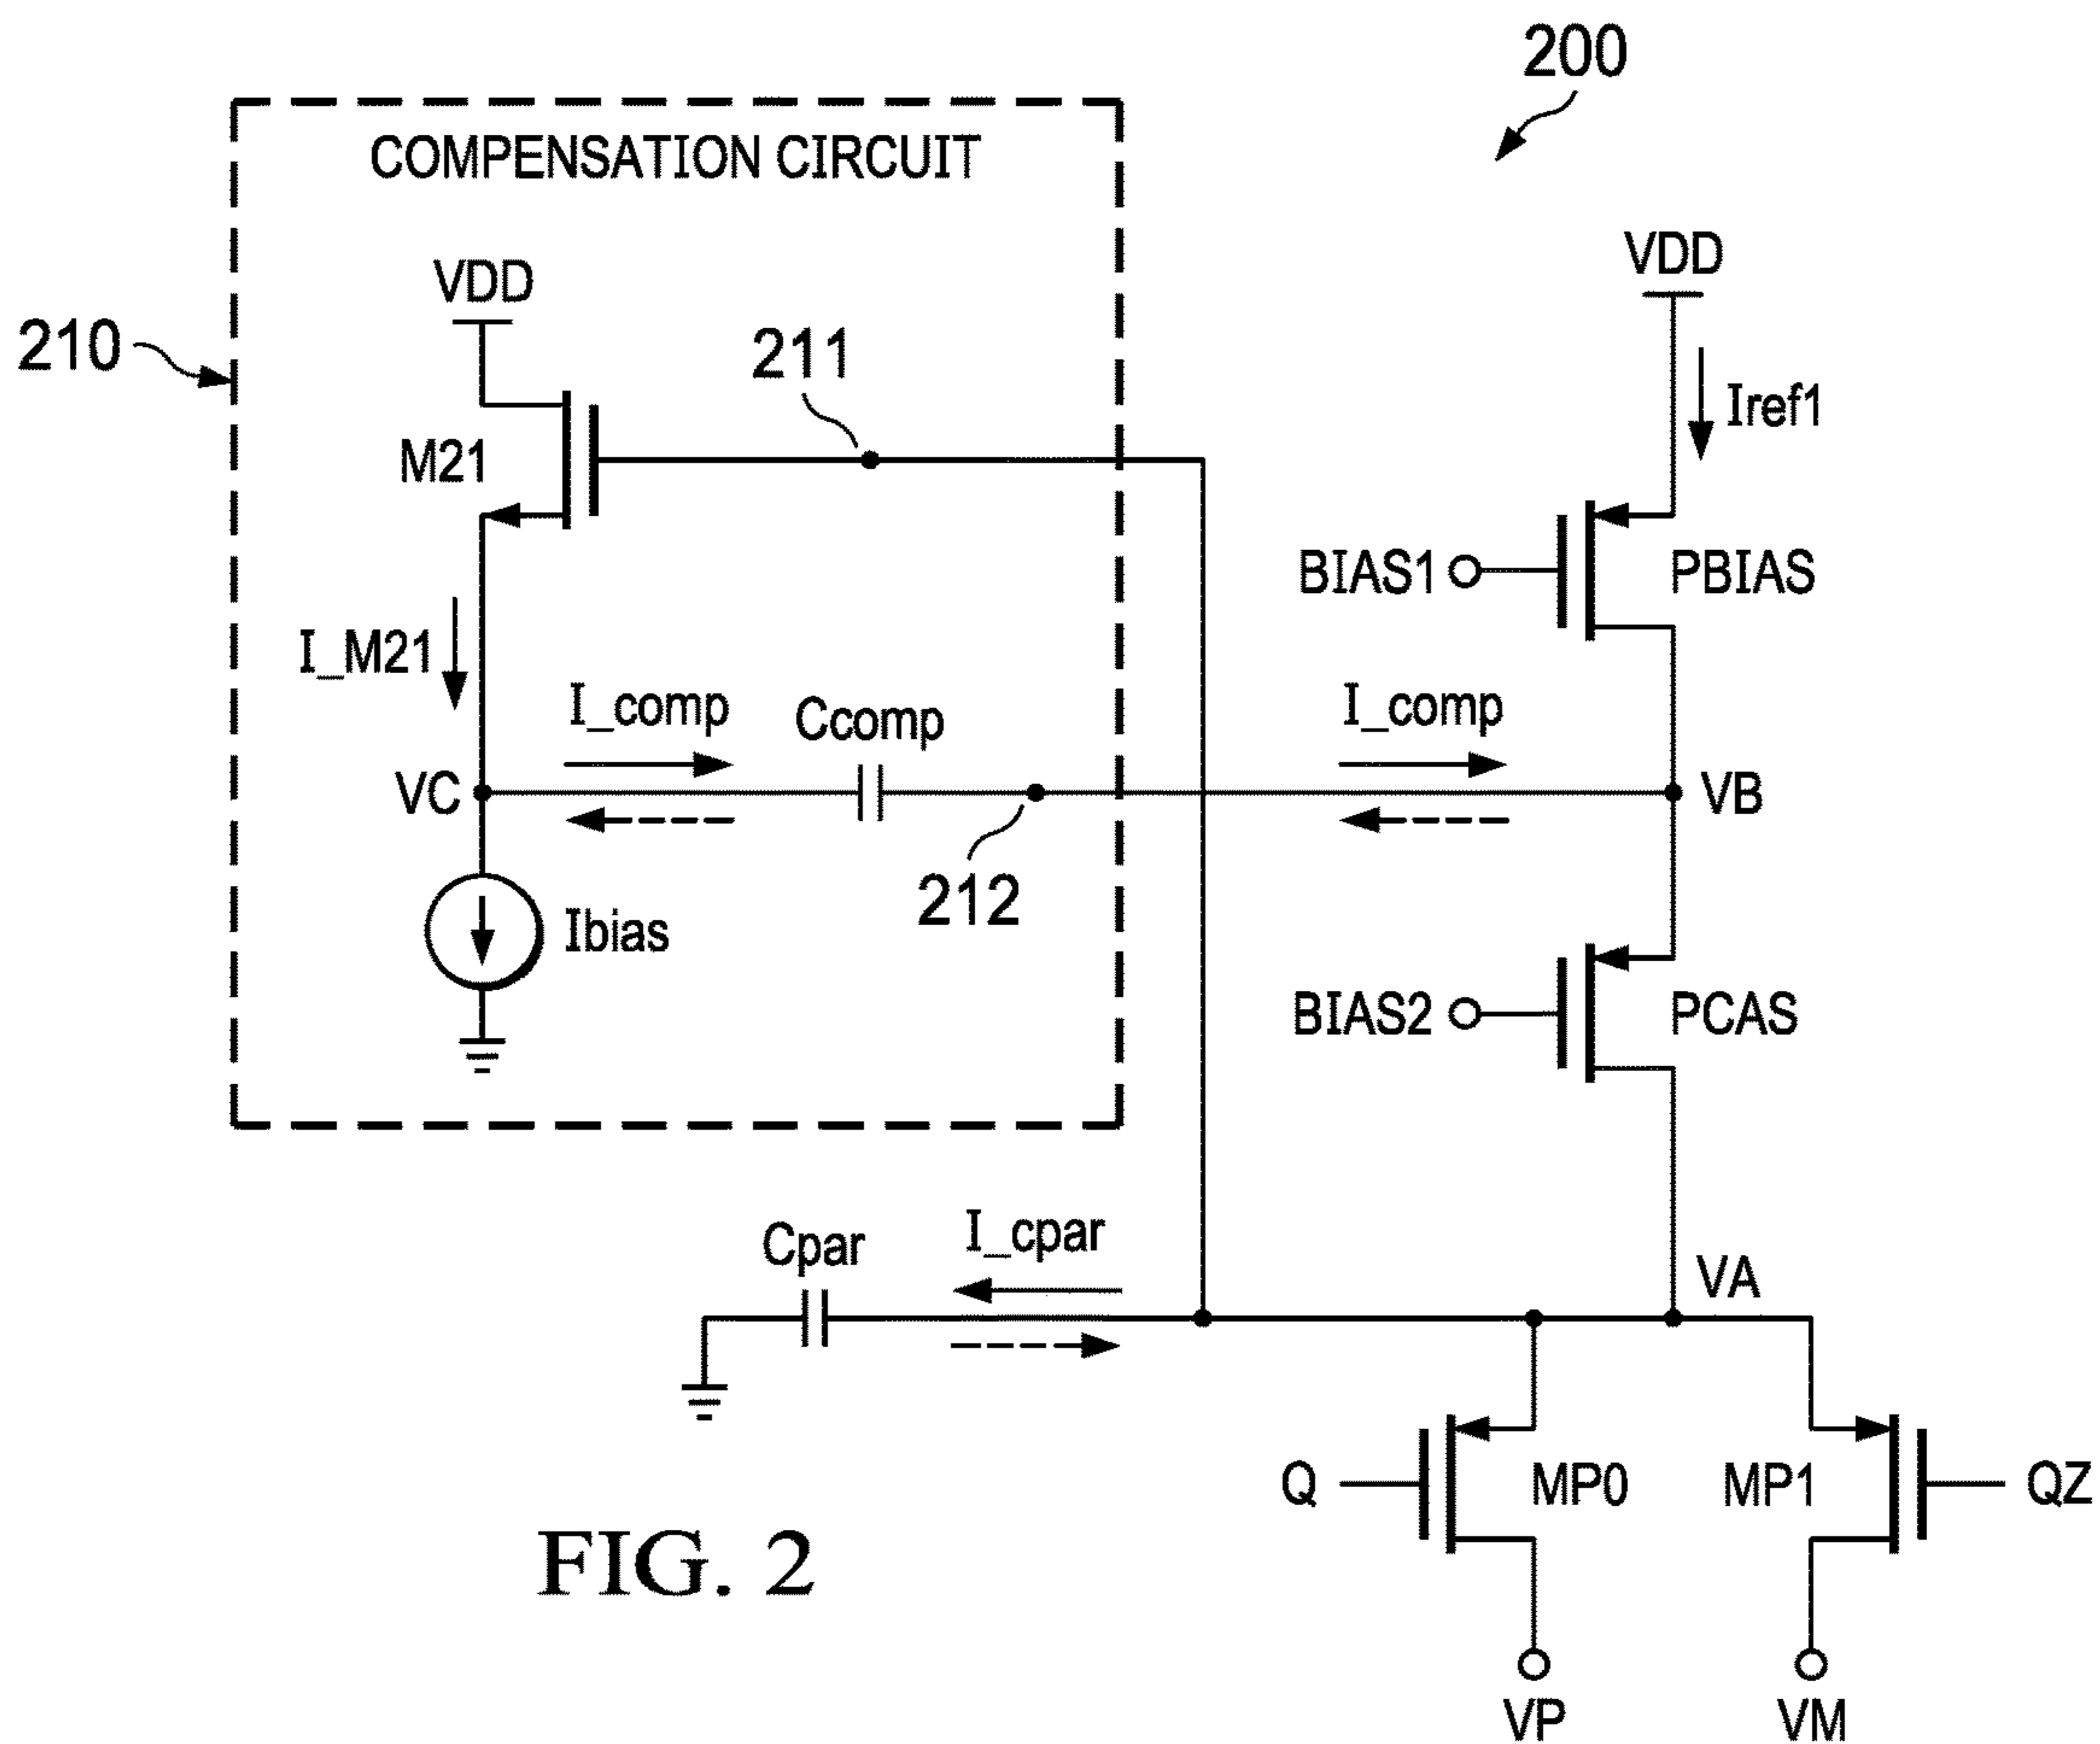 200
COMPENSATION CIRCUIT
VDD
VDD
210
211
Iref1
M21
BIAS1
PBIAS
I_M21
I_comp
Ccomp
I_comp
VC
VB
212
Ibias
BIAS2
PCAS
Cpar
I_cpar
VA
Q
MP0
MP1
QZ
FIG. 2
VP
VM